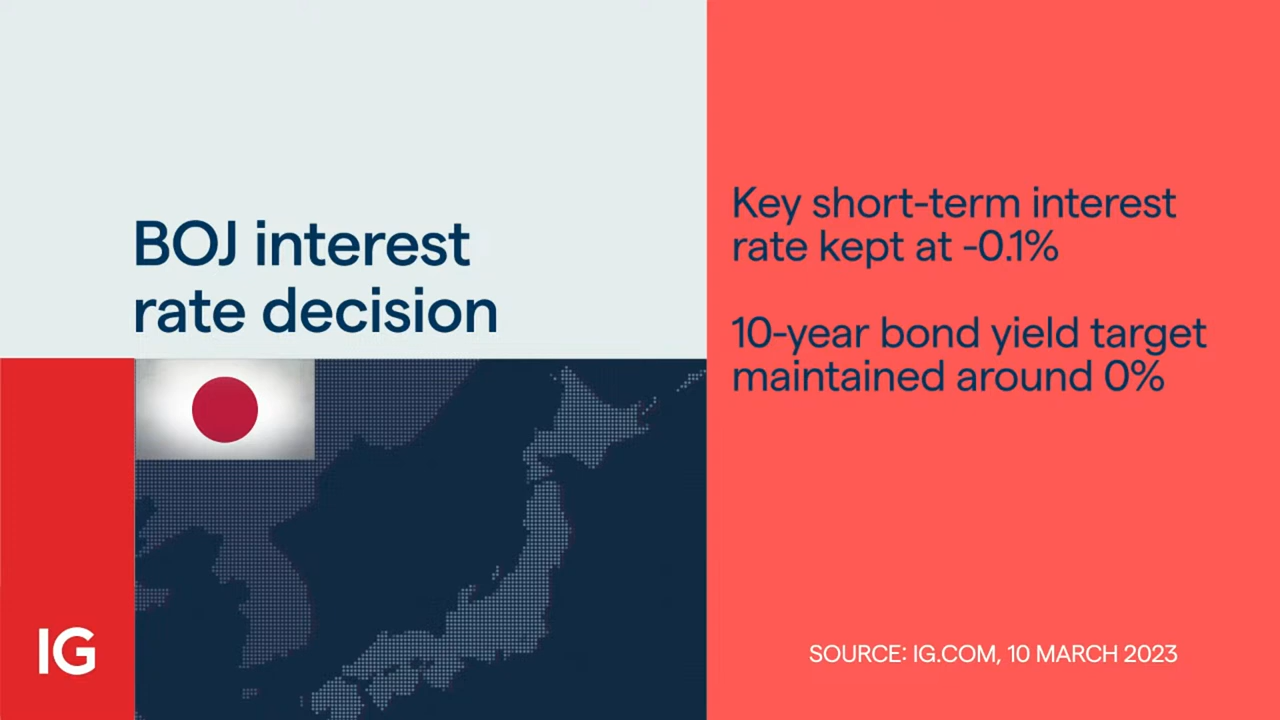 BOJ interest
rate decision
Key short-term interest
rate kept at -0.1%
10-year bond yield target
maintained around 0%
IG
SOURCE: IG.COM, 10 MARCH 2023